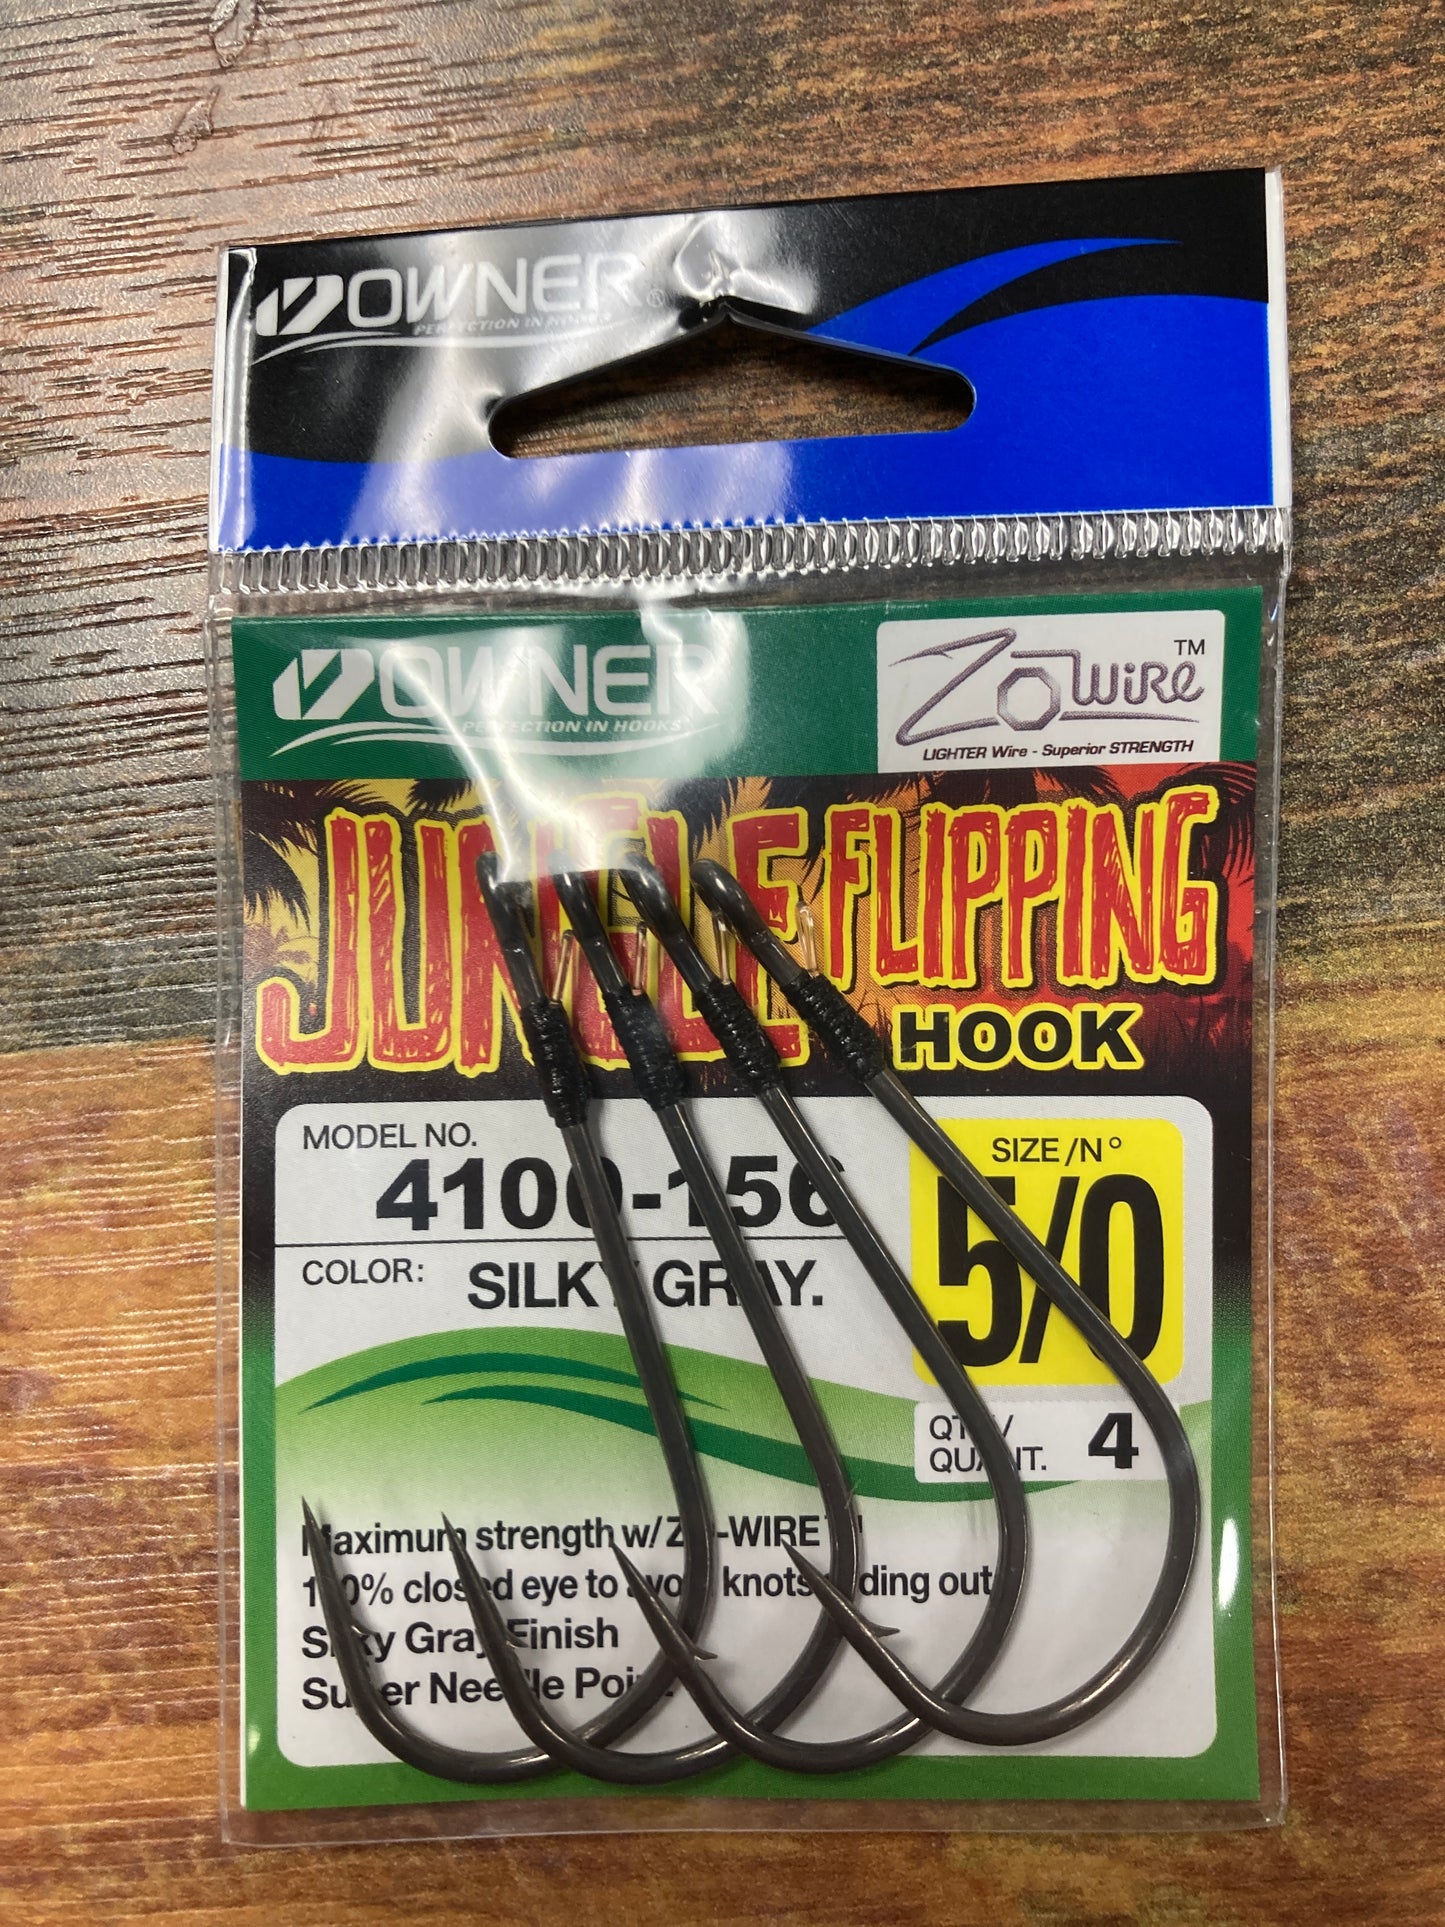 OWNER®
PERFECTION IN HOOKS
OWNER
PERFECTION IN HOOKS
ZO WIRE™
LIGHTER Wire - Superior STRENGTH
JUNGLE FLIPPING
HOOK
MODEL NO.
4100-156
COLOR: SILKY GRAY.
SIZE/N°
5/0
QTY/
QUANT. 4
Maximum strength w/ZO-WIRE™
100% closed eye to avoid knots sliding out
Silky Gray Finish
Super Needle Point.